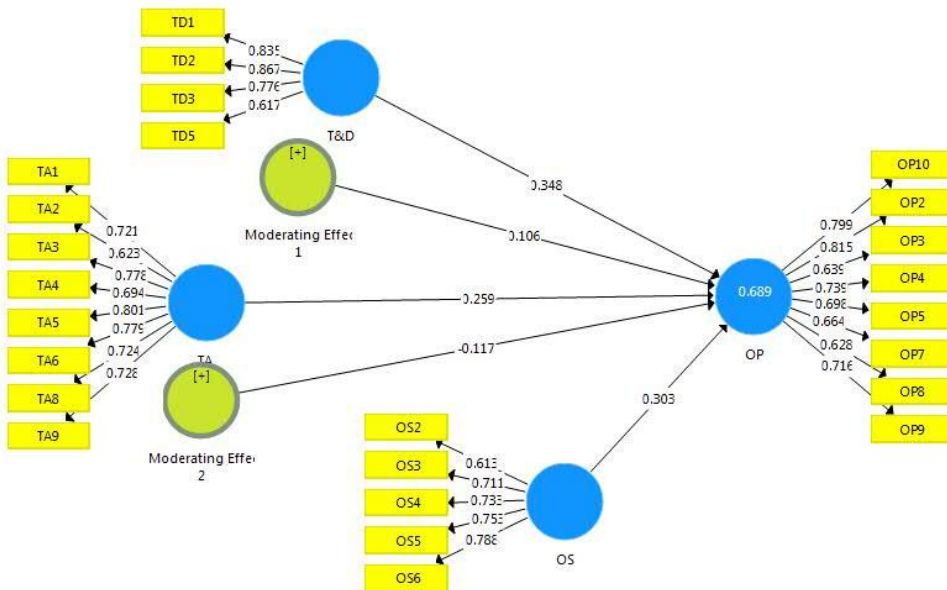 TD1
TD2
TD3
TD5
0.835
0.867
0.776
0.617
T&D
[+]
Moderating Effec
1
TA1
TA2
TA3
TA4
TA5
TA6
TA8
TA9
0.721
0.623
0.778
0.694
0.801
0.779
0.724
0.728
TA
[+]
Moderating Effec
2
0.348
0.106
0.259
-0.117
0.303
OS2
OS3
OS4
OS5
OS6
0.613
0.711
0.733
0.753
0.788
OS
0.689
OP
0.799
0.815
0.639
0.739
0.698
0.664
0.628
0.716
OP10
OP2
OP3
OP4
OP5
OP7
OP8
OP9